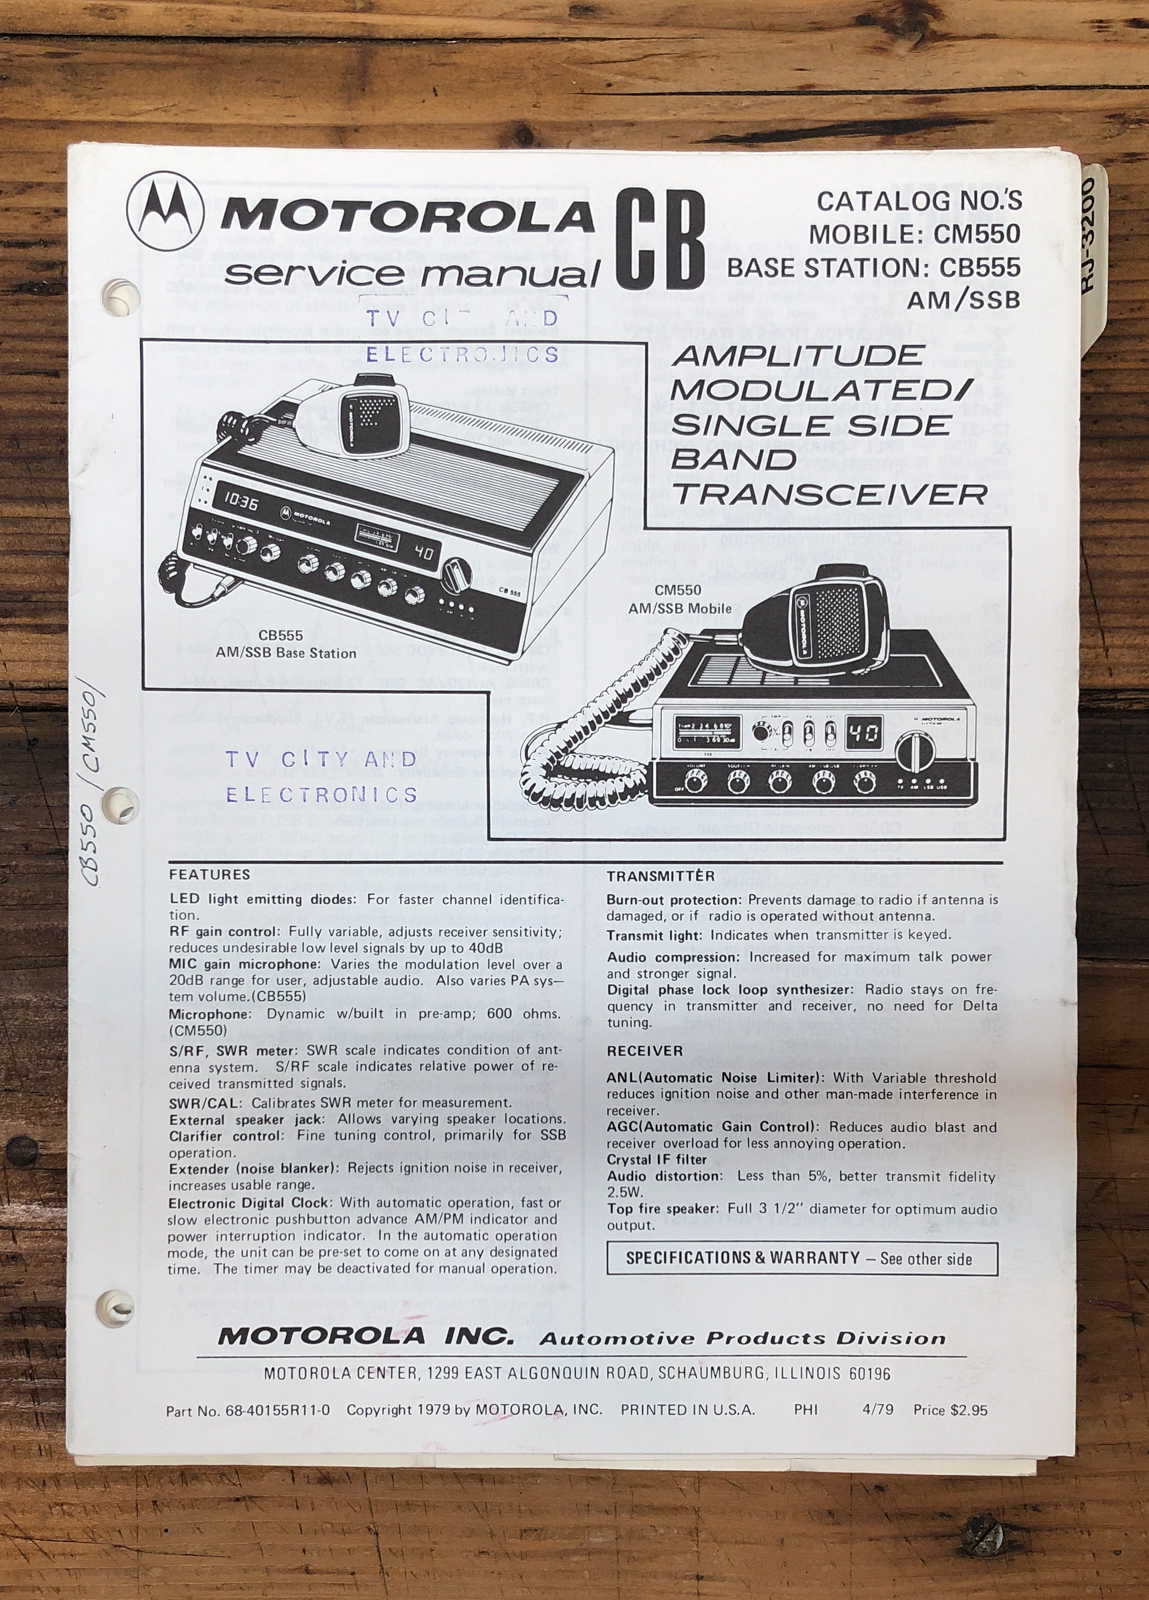 MOTOROLA
service manual
CB
CATALOG NO.'S
MOBILE: CM550
BASE STATION: CB555
AM/SSB
RJ-3200
TV CITY AND
ELECTRONICS
AMPLITUDE
MODULATED/
SINGLE SIDE
BAND
TRANSCEIVER
10:36
MOTOROLA
40
CB 555
CB555
AM/SSB Base Station
CM550
AM/SSB Mobile
MOTOROLA
MOTOROLA
40
VOLUME
OFF
TV CITY AND
ELECTRONICS
CB550 / CM550/
FEATURES
LED light emitting diodes: For faster channel identifica-
tion.
RF gain control: Fully variable, adjusts receiver sensitivity;
reduces undesirable low level signals by up to 40dB
MIC gain microphone: Varies the modulation level over a
20dB range for user, adjustable audio. Also varies PA sys—
tem volume.(CB555)
Microphone: Dynamic w/built in pre-amp; 600 ohms.
(CM550)
S/RF, SWR meter: SWR scale indicates condition of ant-
enna system. S/RF scale indicates relative power of re-
ceived transmitted signals.
SWR/CAL: Calibrates SWR meter for measurement.
External speaker jack: Allows varying speaker locations.
Clarifier control: Fine tuning control, primarily for SSB
operation.
Extender (noise blanker): Rejects ignition noise in receiver,
increases usable range.
Electronic Digital Clock: With automatic operation, fast or
slow electronic pushbutton advance AM/PM indicator and
power interruption indicator. In the automatic operation
mode, the unit can be pre-set to come on at any designated
time. The timer may be deactivated for manual operation.
TRANSMITTER
Burn-out protection: Prevents damage to radio if antenna is
damaged, or if radio is operated without antenna.
Transmit light: Indicates when transmitter is keyed.
Audio compression: Increased for maximum talk power
and stronger signal.
Digital phase lock loop synthesizer: Radio stays on fre-
quency in transmitter and receiver, no need for Delta
tuning.
RECEIVER
ANL(Automatic Noise Limiter): With Variable threshold
reduces ignition noise and other man-made interference in
receiver.
AGC(Automatic Gain Control): Reduces audio blast and
receiver overload for less annoying operation.
Crystal IF filter
Audio distortion: Less than 5%, better transmit fidelity
2.5W.
Top fire speaker: Full 3 1/2" diameter for optimum audio
output.
SPECIFICATIONS & WARRANTY – See other side
MOTOROLA INC. Automotive Products Division
MOTOROLA CENTER, 1299 EAST ALGONQUIN ROAD, SCHAUMBURG, ILLINOIS 60196
Part No. 68-40155R11-0 Copyright 1979 by MOTOROLA, INC. PRINTED IN U.S.A. PHI 4/79 Price $2.95